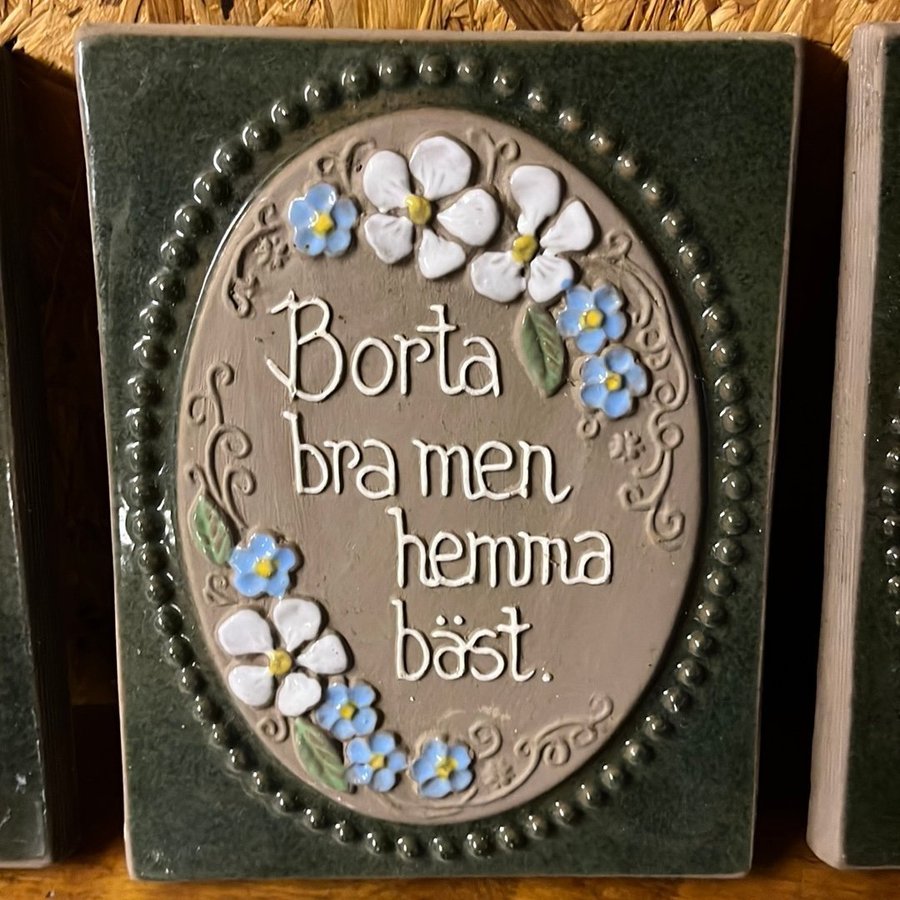 Borta
bra men
hemma
bäst.